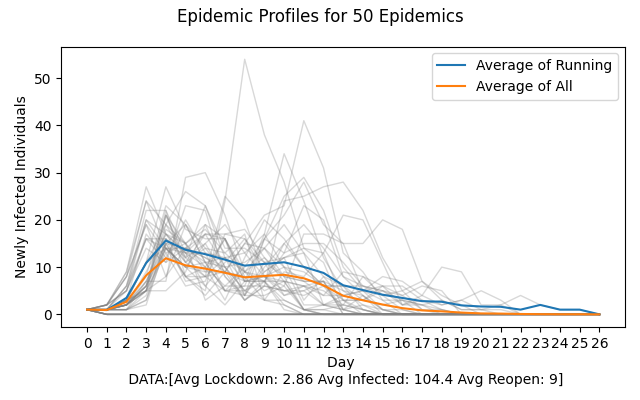 Epidemic Profiles for 50 Epidemics
Average of Running
Average of All
Newly Infected Individuals
50
40
30
20
10
0
0 1 2 3 4 5 6 7 8 9 10 11 12 13 14 15 16 17 18 19 20 21 22 23 24 25 26
Day
DATA:[Avg Lockdown: 2.86 Avg Infected: 104.4 Avg Reopen: 9]